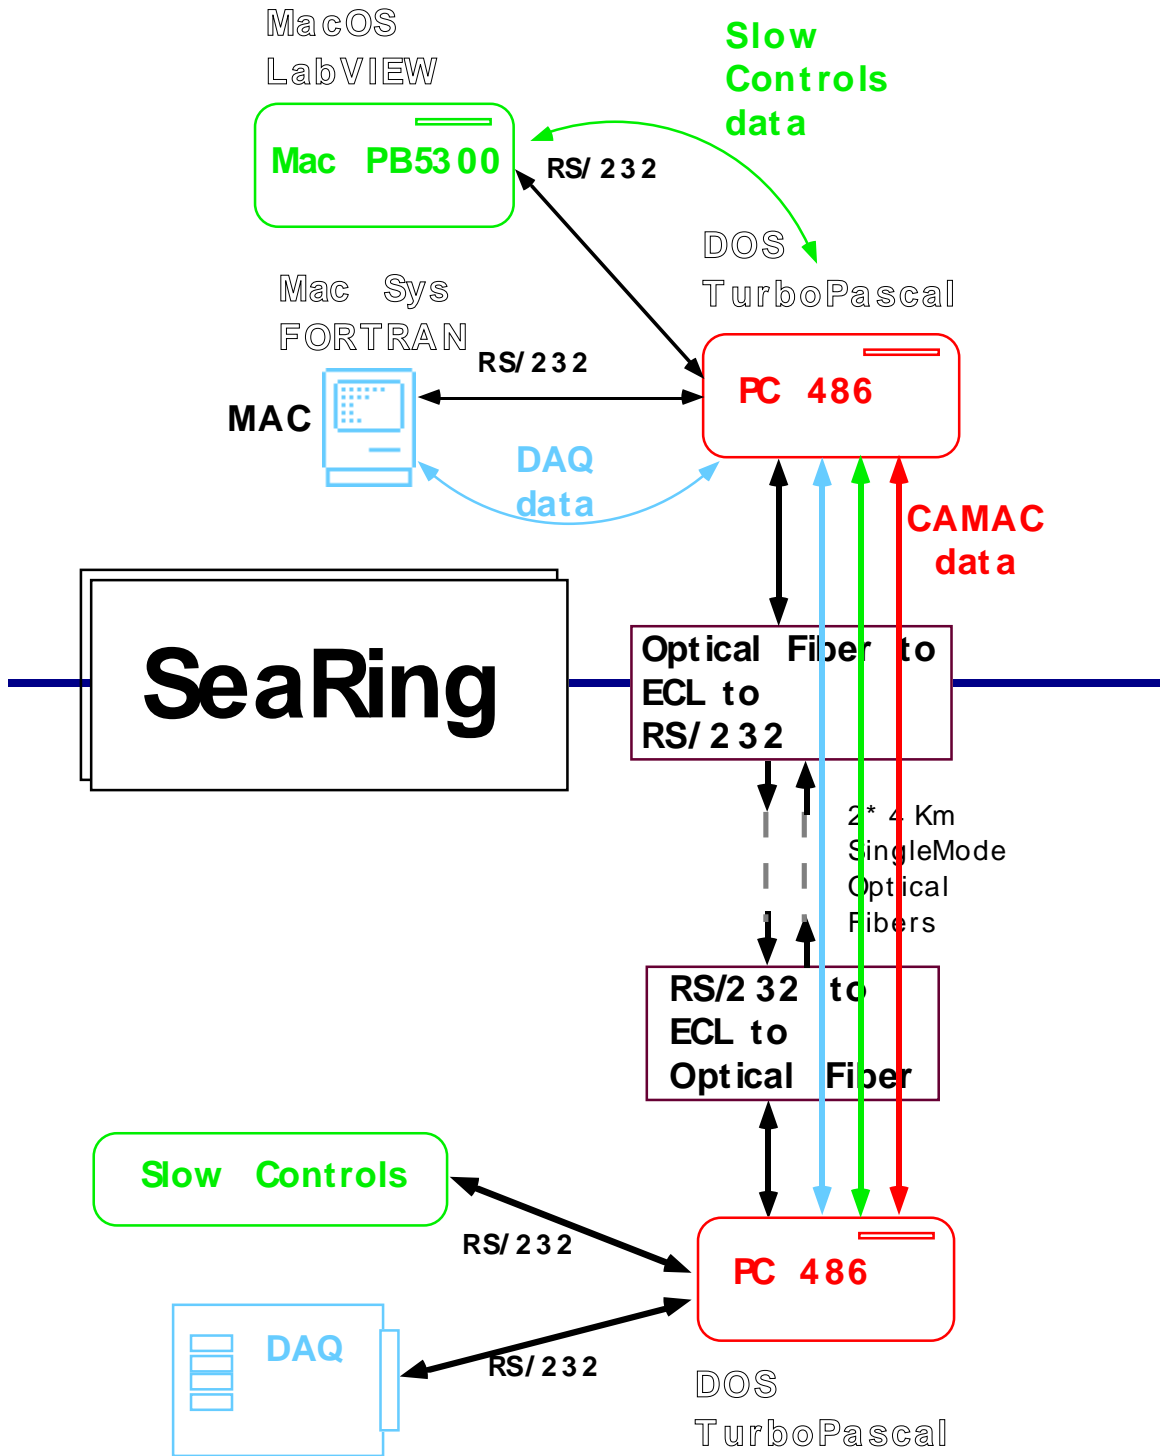 MacOS
LabVIEW
Slow
Controls
data
Mac PB5300
RS/232
DOS
TurboPascal
Mac Sys
FORTRAN
RS/232
PC 486
MAC
DAQ
data
CAMAC
data
SeaRing
Optical Fiber to
ECL to
RS/232
2* 4 Km
SingleMode
Optical
Fibers
RS/232 to
ECL to
Optical Fiber
Slow Controls
RS/232
PC 486
DAQ
RS/232
DOS
TurboPascal